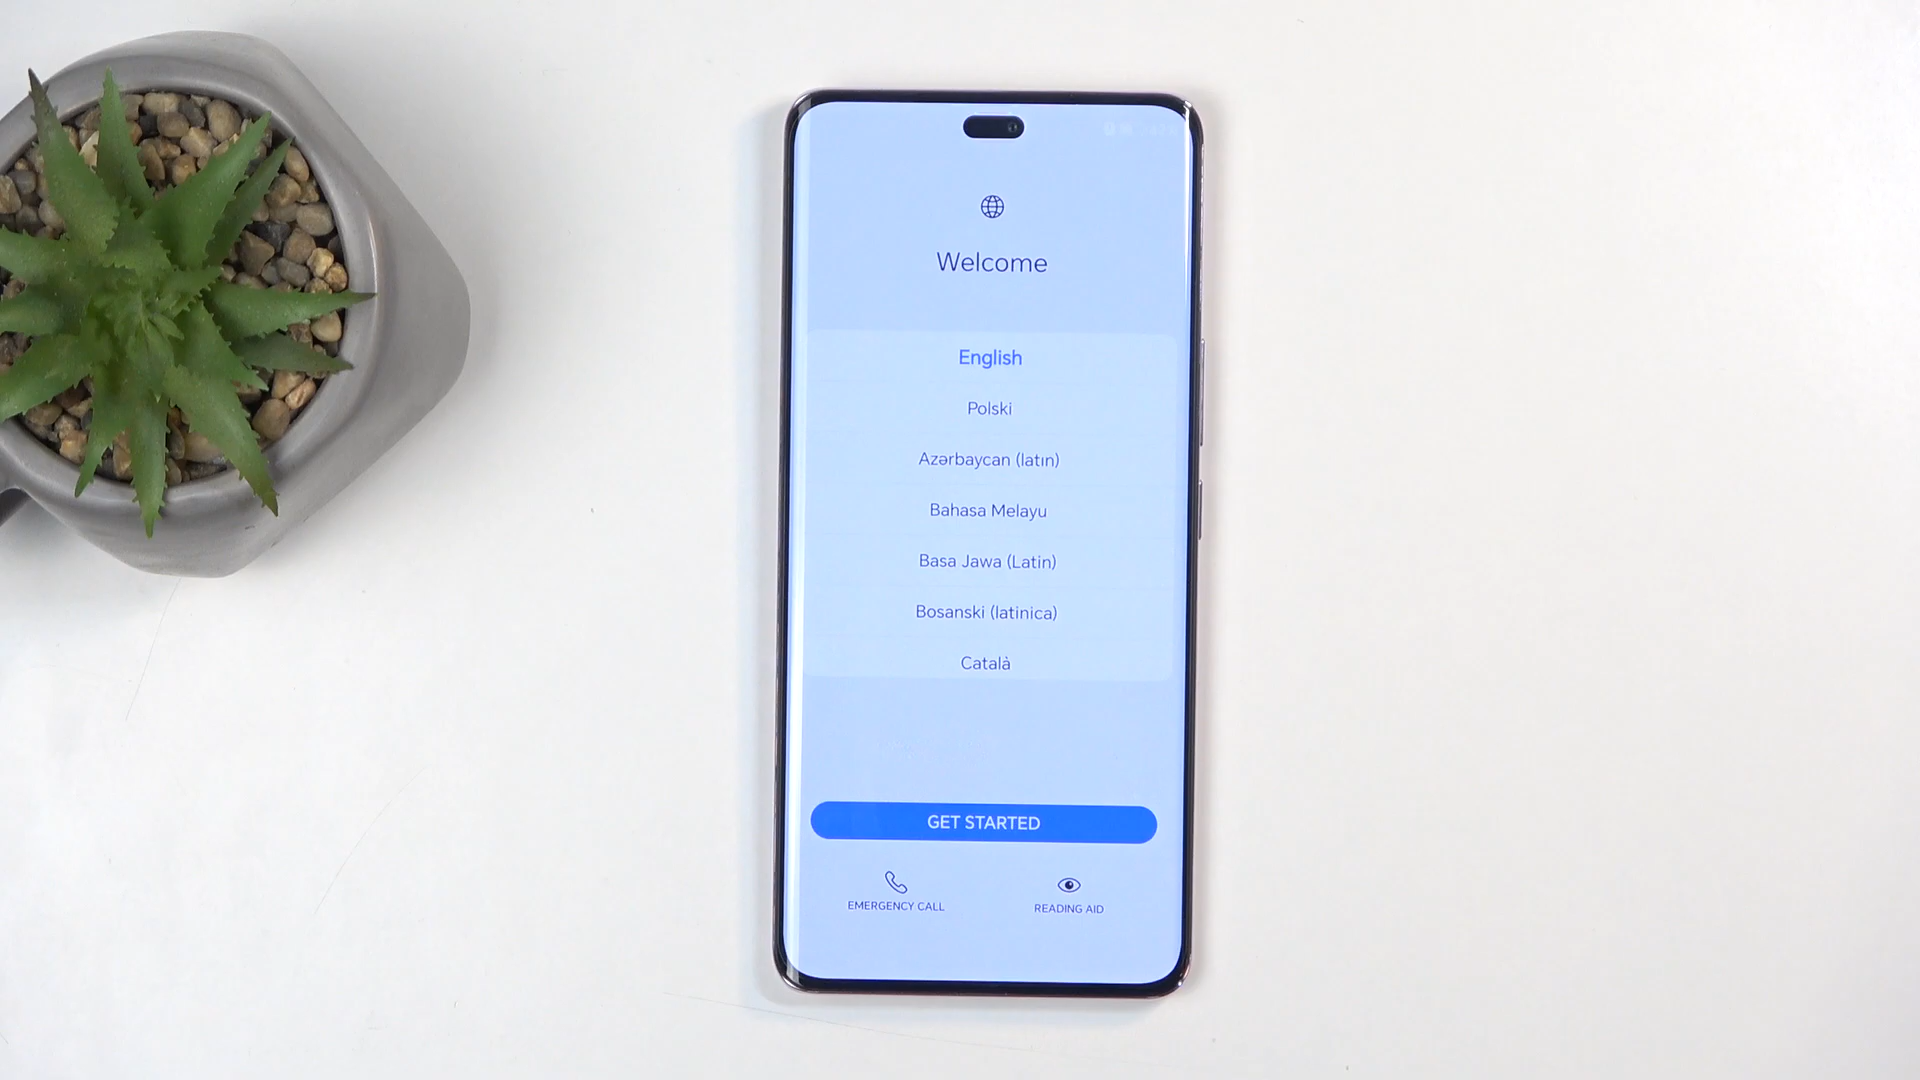 Welcome
English
Polski
Azərbaycan (latın)
Bahasa Melayu
Basa Jawa (Latin)
Bosanski (latinica)
Català
GET STARTED
EMERGENCY CALL
READING AID